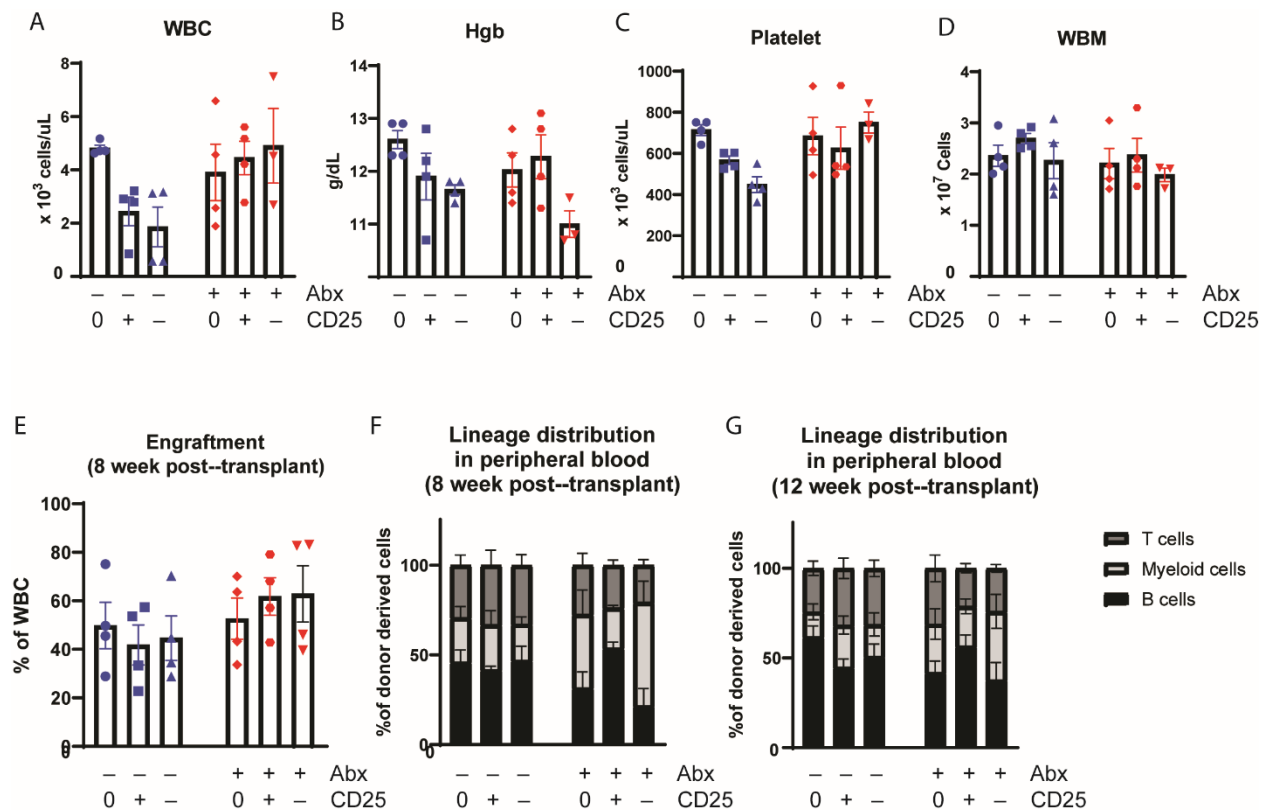 A
WBC
x 10³ cells/uL
8
6
4
2
0
– – – + + + Abx
0 + – 0 + – CD25
B
Hgb
g/dL
14
13
12
11
– – – + + + Abx
0 + – 0 + – CD25
C
Platelet
x 10³ cells/uL
1000
800
600
400
200
0
– – – + + + Abx
0 + – 0 + – CD25
D
WBM
x 10⁷ Cells
4
3
2
1
0
– – – + + + Abx
0 + – 0 + – CD25
E
Engraftment
(8 week post--transplant)
% of WBC
100
80
60
40
20
0
– – – + + + Abx
0 + – 0 + – CD25
F
Lineage distribution
in peripheral blood
(8 week post--transplant)
%of donor derived cells
100
50
0
– – – + + + Abx
0 + – 0 + – CD25
G
Lineage distribution
in peripheral blood
(12 week post--transplant)
%of donor derived cells
100
50
0
– – – + + + Abx
0 + – 0 + – CD25
T cells
Myeloid cells
B cells